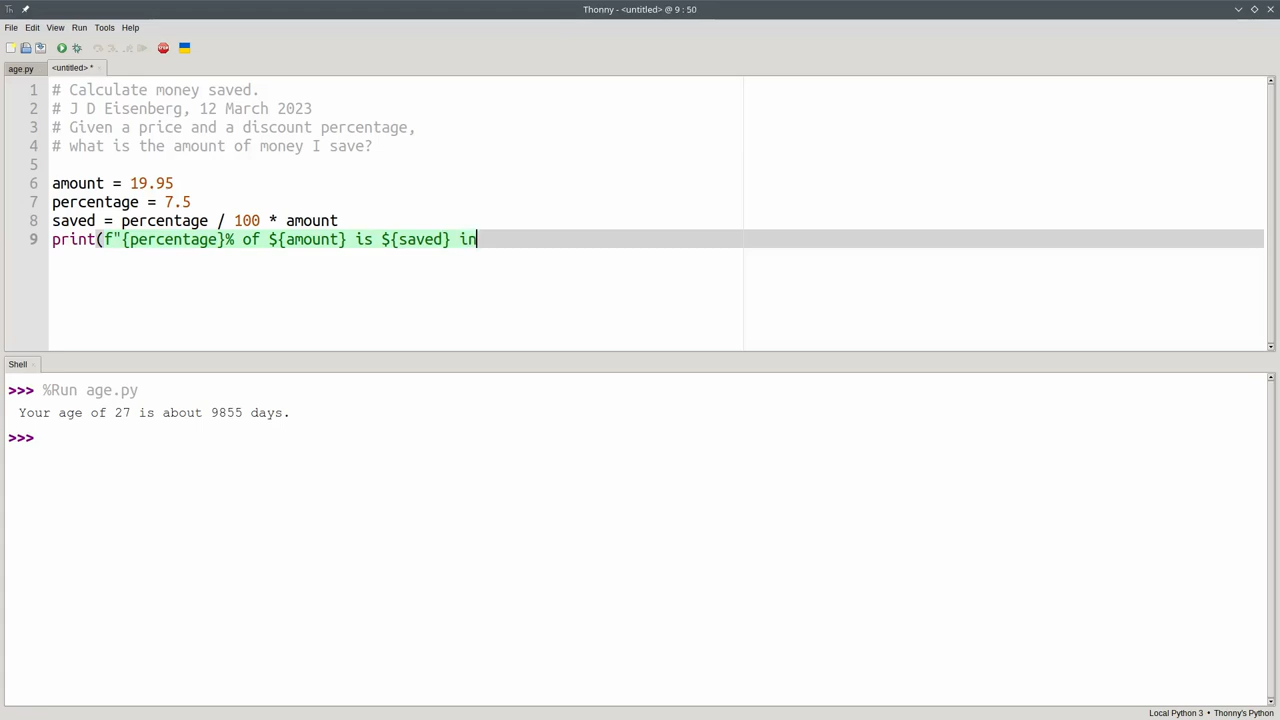 Thonny - <untitled> @ 9 : 50
File Edit View Run Tools Help
STOP
age.py <untitled> *
1 # Calculate money saved.
2 # J D Eisenberg, 12 March 2023
3 # Given a price and a discount percentage,
4 # what is the amount of money I save?
5
6 amount = 19.95
7 percentage = 7.5
8 saved = percentage / 100 * amount
9 print(f"{percentage}% of ${amount} is ${saved} in
Shell
>>> %Run age.py
Your age of 27 is about 9855 days.
>>>
Local Python 3 • Thonny's Python